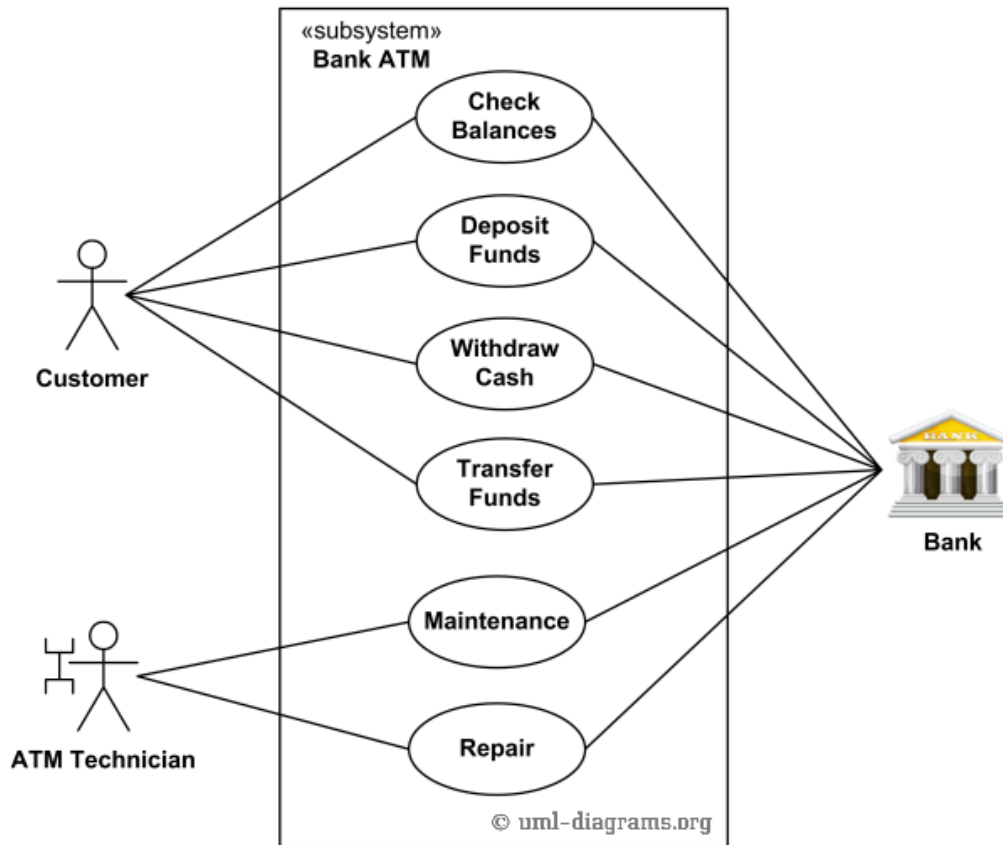 «subsystem»
Bank ATM
Check
Balances
Deposit
Funds
Customer
Withdraw
Cash
Transfer
Funds
BANK
Bank
Maintenance
ATM Technician
Repair
© uml-diagrams.org